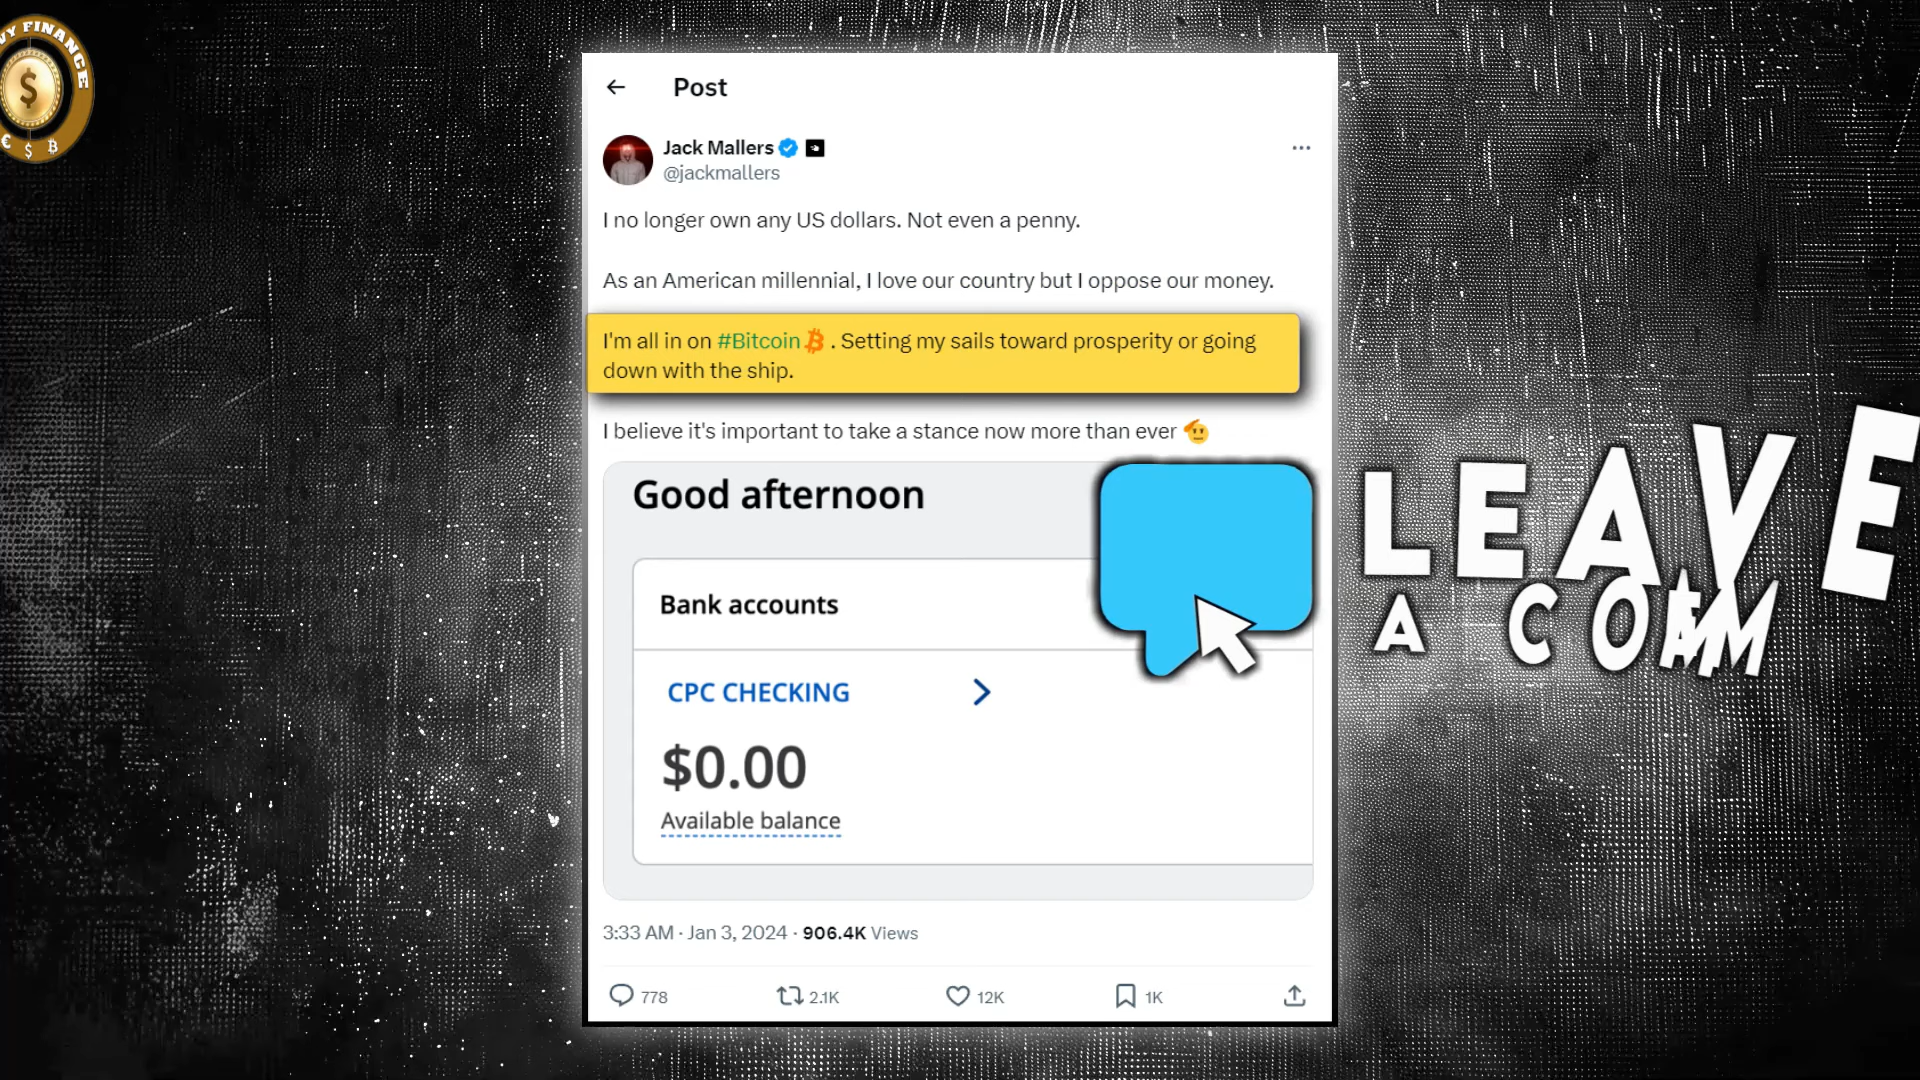 VY FINANCE
$
€ $ ₿
← Post
Jack Mallers
...
@jackmallers
I no longer own any US dollars. Not even a penny.
As an American millennial, I love our country but I oppose our money.
I'm all in on #Bitcoin₿. Setting my sails toward prosperity or going
down with the ship.
I believe it's important to take a stance now more than ever 🫡
Good afternoon
Bank accounts
CPC CHECKING
$0.00
Available balance
3:33 AM · Jan 3, 2024 · 906.4K Views
778 2.1K 12K 1K
LEAVE
A COMM